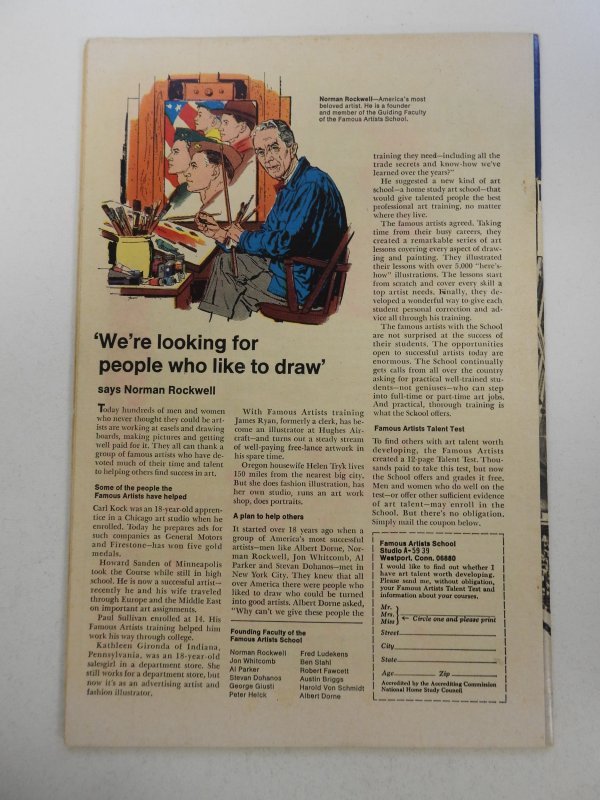 Norman Rockwell—America's most
beloved artist. He is a founder
and member of the Guiding Faculty
of the Famous Artists School.
'We're looking for
people who like to draw'
says Norman Rockwell
Today hundreds of men and women
who never thought they could be art-
ists are working at easels and drawing
boards, making pictures and getting
well paid for it. They all can thank a
group of famous artists who have de-
voted much of their time and talent
to helping others find success in art.
Some of the people the
Famous Artists have helped
Carl Kock was an 18-year-old appren-
tice in a Chicago art studio when he
enrolled. Today he prepares ads for
such companies as General Motors
and Firestone—has won five gold
medals.
Howard Sanden of Minneapolis
took the Course while still in high
school. He is now a successful artist—
recently he and his wife traveled
through Europe and the Middle East
on important art assignments.
Paul Sullivan enrolled at 14. His
Famous Artists training helped him
work his way through college.
Kathleen Gironda of Indiana,
Pennsylvania, was an 18-year-old
salesgirl in a department store. She
still works for a department store, but
now it's as an advertising artist and
fashion illustrator.
With Famous Artists training
James Ryan, formerly a clerk, has be-
come an illustrator at Hughes Air-
craft—and turns out a steady stream
of well-paying free-lance artwork in
his spare time.
Oregon housewife Helen Tryk lives
150 miles from the nearest big city.
But she does fashion illustration, has
her own studio, runs an art work
shop, does portraits.
A plan to help others
It started over 18 years ago when a
group of America's most successful
artists—men like Albert Dorne, Nor-
man Rockwell, Jon Whitcomb, Al
Parker and Stevan Dohanos—met in
New York City. They knew that all
over America there were people who
liked to draw who could be turned
into good artists. Albert Dorne asked,
"Why can't we give these people the
Founding Faculty of the
Famous Artists School
Norman Rockwell
Jon Whitcomb
Al Parker
Stevan Dohanos
George Giusti
Peter Helck
Fred Ludekens
Ben Stahl
Robert Fawcett
Austin Briggs
Harold Von Schmidt
Albert Dorne
training they need—including all the
trade secrets and know-how we've
learned over the years?"
He suggested a new kind of art
school—a home study art school—that
would give talented people the best
professional art training, no matter
where they live.
The famous artists agreed. Taking
time from their busy careers, they
created a remarkable series of art
lessons covering every aspect of draw-
ing and painting. They illustrated
their lessons with over 5,000 "here's-
how" illustrations. The lessons start
from scratch and cover every skill a
top artist needs. Finally, they de-
veloped a wonderful way to give each
student personal correction and ad-
vice all through his training.
The famous artists with the School
are not surprised at the success of
their students. The opportunities
open to successful artists today are
enormous. The School continually
gets calls from all over the country
asking for practical well-trained stu-
dents—not geniuses—who can step
into full-time or part-time art jobs.
And practical, thorough training is
what the School offers.
Famous Artists Talent Test
To find others with art talent worth
developing, the Famous Artists
created a 12-page Talent Test. Thou-
sands paid to take this test, but now
the School offers and grades it free.
Men and women who do well on the
test—or offer other sufficient evidence
of art talent—may enroll in the
School. But there's no obligation.
Simply mail the coupon below.
Famous Artists School
Studio A-5939
Westport, Conn. 06880
I would like to find out whether I
have art talent worth developing.
Please send me, without obligation,
your Famous Artists Talent Test and
information about your courses.
Mr.
Mrs.
Miss
← Circle one and please print
Street
City
State
Age Zip
Accredited by the Accrediting Commission
National Home Study Council